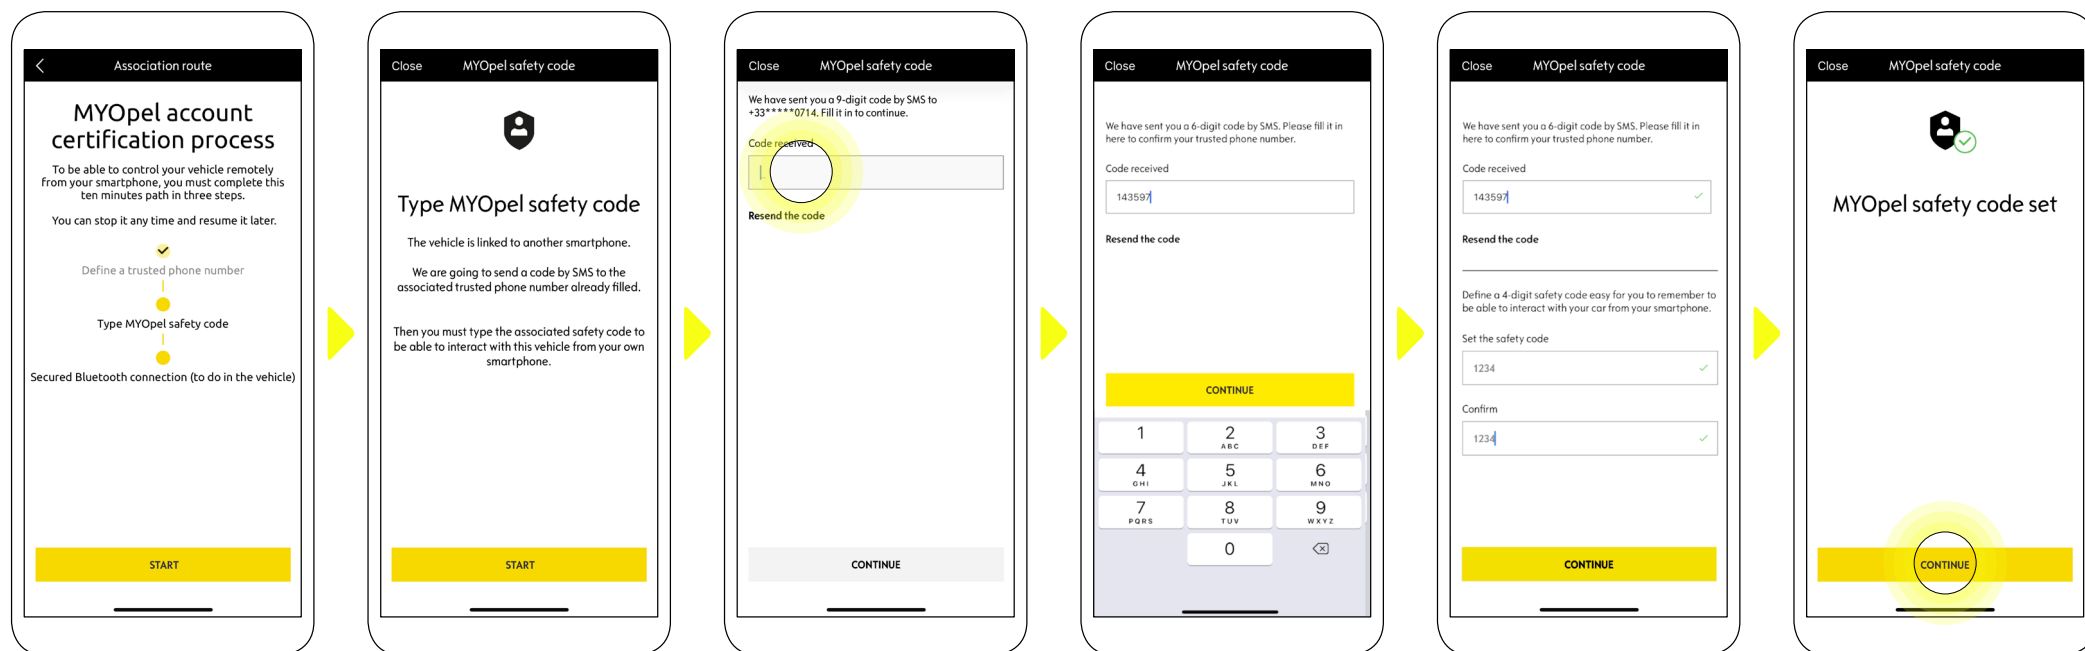 Association route
MYOpel account
certification process
To be able to control your vehicle remotely
from your smartphone, you must complete this
ten minutes path in three steps.
You can stop it any time and resume it later.
Define a trusted phone number
Type MYOpel safety code
Secured Bluetooth connection (to do in the vehicle)
START
Close MYOpel safety code
Type MYOpel safety code
The vehicle is linked to another smartphone.
We are going to send a code by SMS to the
associated trusted phone number already filled.
Then you must type the associated safety code to
be able to interact with this vehicle from your own
smartphone.
START
Close MYOpel safety code
We have sent you a 9-digit code by SMS to
+33*****0714. Fill it in to continue.
Code received
Resend the code
CONTINUE
Close MYOpel safety code
We have sent you a 6-digit code by SMS. Please fill it in
here to confirm your trusted phone number.
Code received
143597
Resend the code
CONTINUE
1 2 3
ABC DEF
4 5 6
GHI JKL MNO
7 8 9
PQRS TUV WXYZ
0
Close MYOpel safety code
We have sent you a 6-digit code by SMS. Please fill it in
here to confirm your trusted phone number.
Code received
143597
Resend the code
Define a 4-digit safety code easy for you to remember to
be able to interact with your car from your smartphone.
Set the safety code
1234
Confirm
1234
CONTINUE
Close MYOpel safety code
MYOpel safety code set
CONTINUE